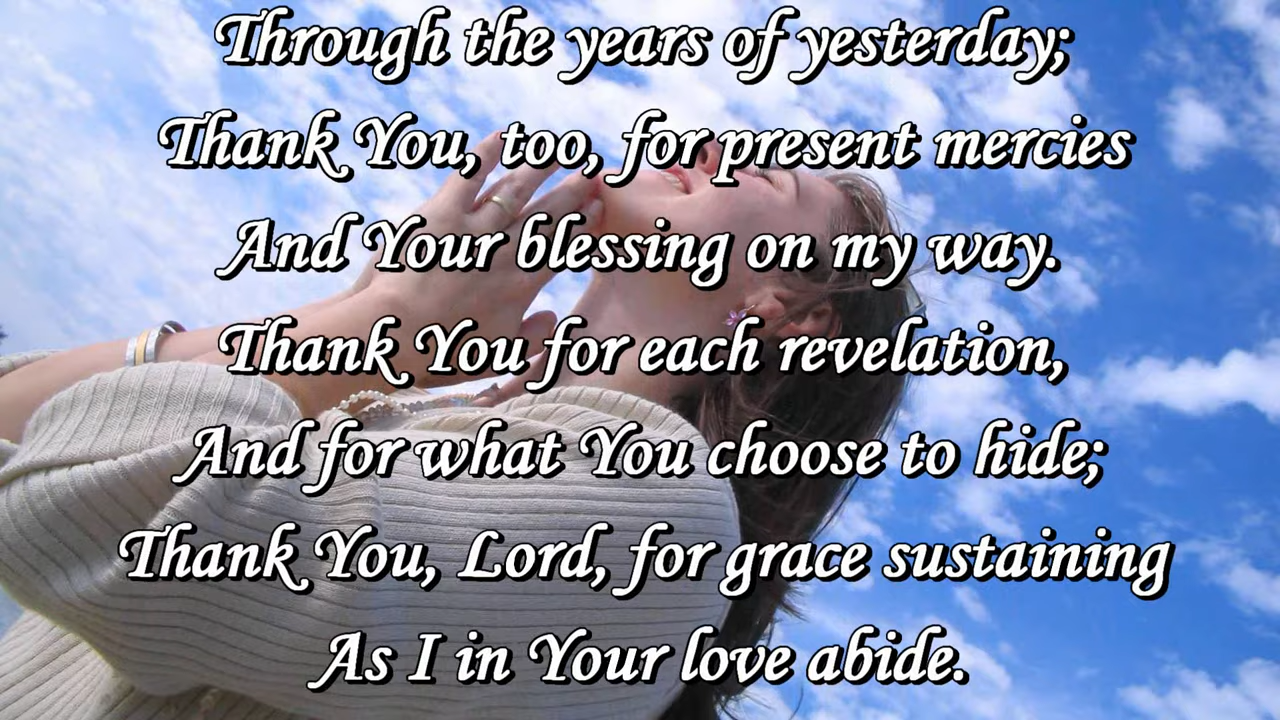 Through the years of yesterday;
Thank You, too, for present mercies
And Your blessing on my way.
Thank You for each revelation,
And for what You choose to hide;
Thank You, Lord, for grace sustaining
As I in Your love abide.